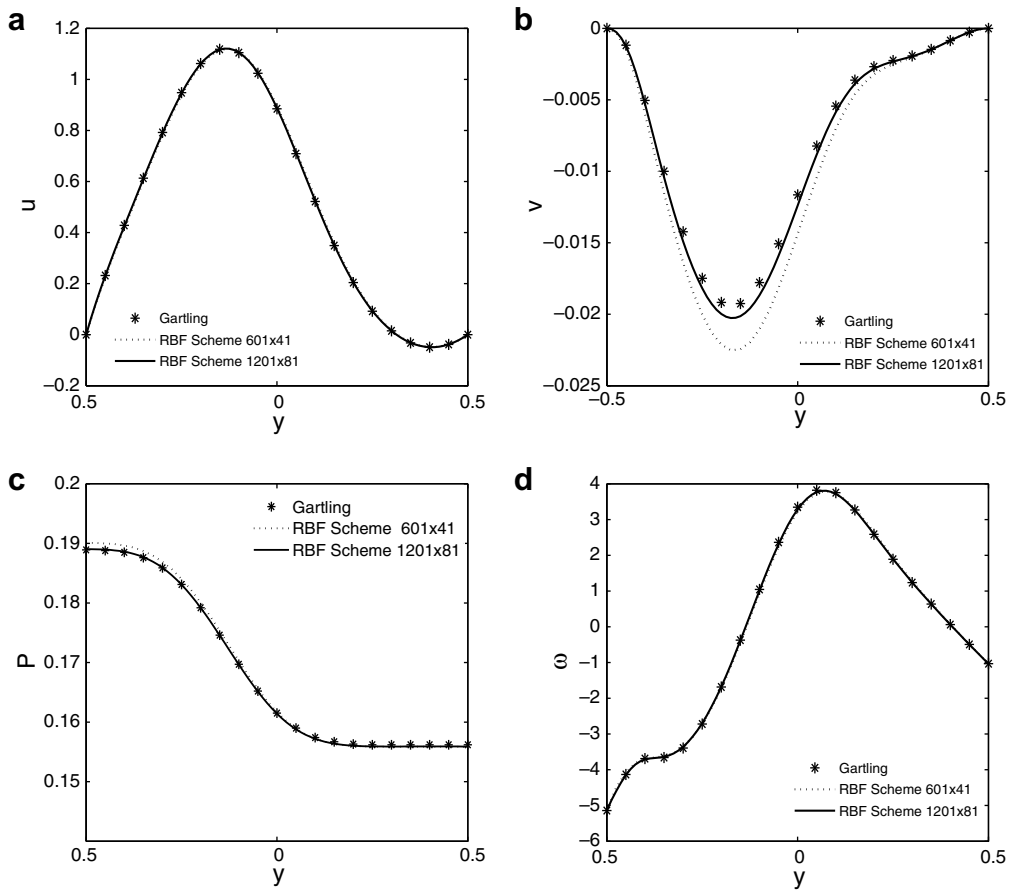 a
1.2
1
0.8
0.6
0.4
0.2
0
−0.2
u
Gartling
RBF Scheme 601x41
RBF Scheme 1201x81
0.5
0
0.5
y
b
−0
−0.005
−0.01
−0.015
−0.02
−0.025
v
Gartling
RBF Scheme 601x41
RBF Scheme 1201x81
−0.5
0
0.5
y
c
0.2
0.19
0.18
0.17
0.16
0.15
P
Gartling
RBF Scheme 601x41
RBF Scheme 1201x81
0.5
0
0.5
y
d
4
3
2
1
0
−1
−2
−3
−4
−5
−6
ω
Gartling
RBF Scheme 601x41
RBF Scheme 1201x81
0.5
0
0.5
y